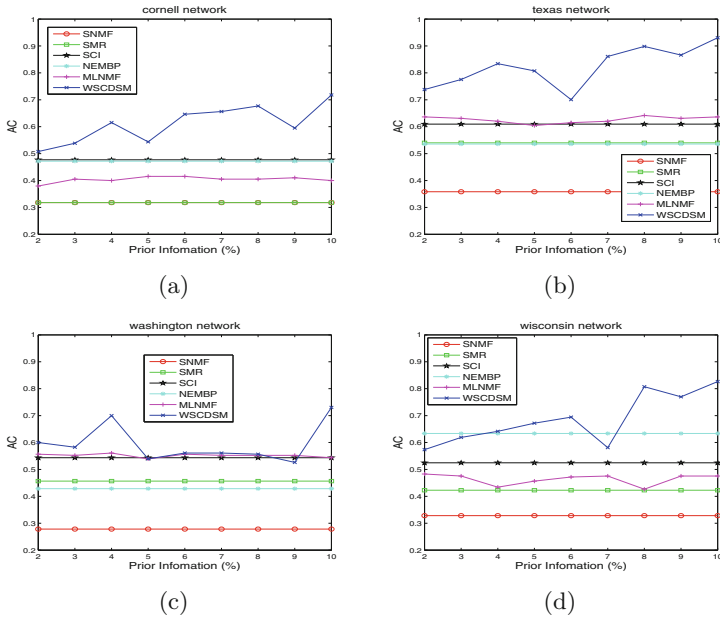 cornell network
1
0.9
0.8
0.7
0.6
0.5
0.4
0.3
0.2
AC
SNMF
SMR
SCI
NEMBP
MLNMF
WSCDSM
2 3 4 5 6 7 8 9 10
Prior Infomation (%)
(a)
texas network
1
0.9
0.8
0.7
0.6
0.5
0.4
0.3
0.2
AC
SNMF
SMR
SCI
NEMBP
MLNMF
WSCDSM
2 3 4 5 6 7 8 9 10
Prior Infomation (%)
(b)
washington network
1
0.9
0.8
0.7
0.6
0.5
0.4
0.3
0.2
AC
SNMF
SMR
SCI
NEMBP
MLNMF
WSCDSM
2 3 4 5 6 7 8 9 10
Prior Infomation (%)
(c)
wisconsin network
1
0.9
0.8
0.7
0.6
0.5
0.4
0.3
0.2
AC
SNMF
SMR
SCI
NEMBP
MLNMF
WSCDSM
2 3 4 5 6 7 8 9 10
Prior Infomation (%)
(d)